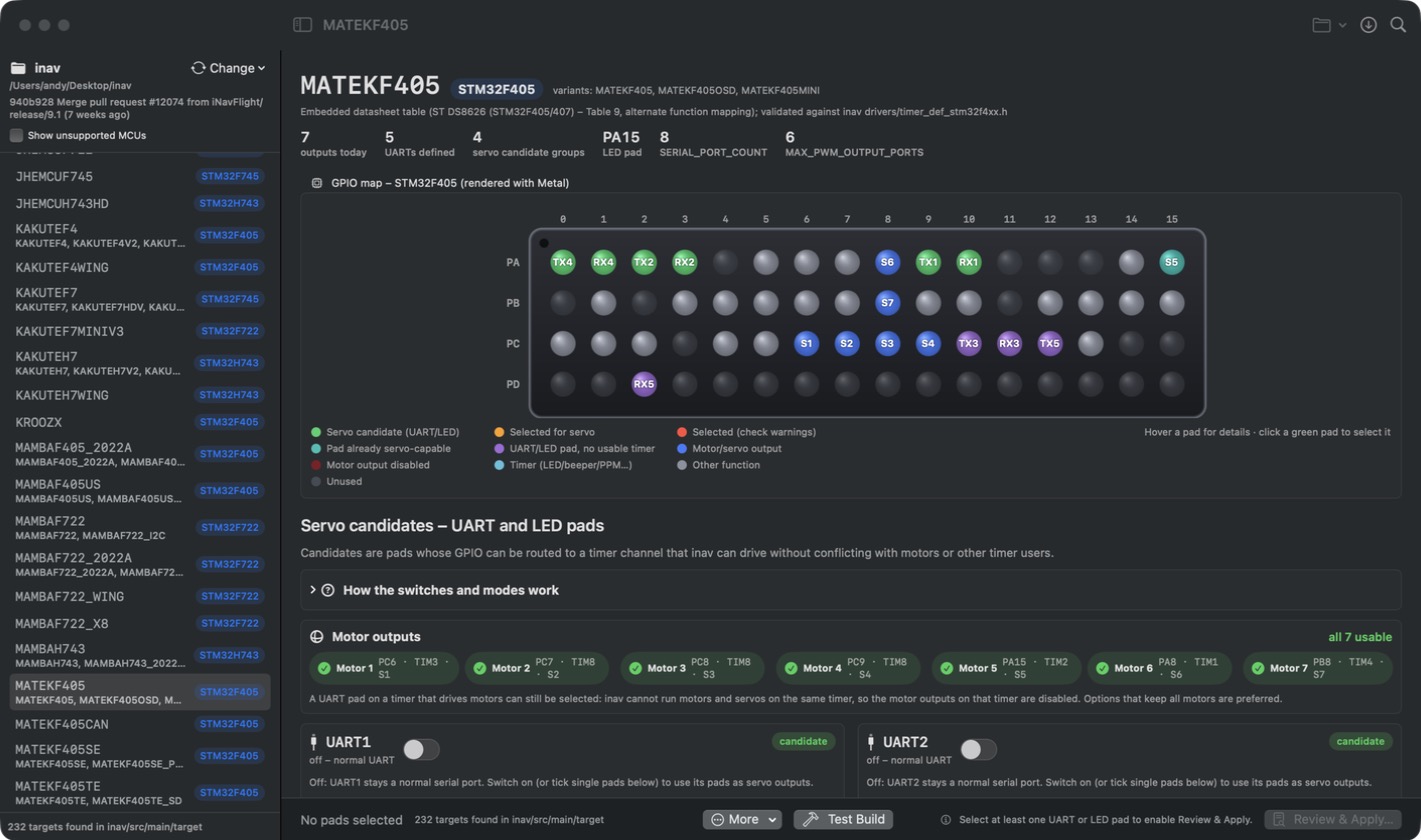 MATEKF405
inav
Change
/Users/andy/Desktop/inav
940b928 Merge pull request #12074 from iNavFlight/
release/9.1 (7 weeks ago)
Show unsupported MCUs
JHEMCUF745 STM32F745
JHEMCUH743HD STM32H743
KAKUTEF4 STM32F405
KAKUTEF4, KAKUTEF4V2, KAKUT...
KAKUTEF4WING STM32F405
KAKUTEF7 STM32F745
KAKUTEF7, KAKUTEF7HDV, KAKU...
KAKUTEF7MINIV3 STM32F722
KAKUTEH7 STM32H743
KAKUTEH7, KAKUTEH7V2, KAKU...
KAKUTEH7WING STM32H743
KROOZX STM32F405
MAMBAF405_2022A STM32F405
MAMBAF405_2022A, MAMBAF40...
MAMBAF405US STM32F405
MAMBAF405US, MAMBAF405US...
MAMBAF722 STM32F722
MAMBAF722, MAMBAF722_I2C
MAMBAF722_2022A STM32F722
MAMBAF722_2022A, MAMBAF72...
MAMBAF722_WING STM32F722
MAMBAF722_X8 STM32F722
MAMBAH743 STM32H743
MAMBAH743, MAMBAH743_2022...
MATEKF405 STM32F405
MATEKF405, MATEKF405OSD, M...
MATEKF405CAN STM32F405
MATEKF405SE STM32F405
MATEKF405SE, MATEKF405SE_P...
MATEKF405TE STM32F405
MATEKF405TE, MATEKF405TE_SD
232 targets found in inav/src/main/target
MATEKF405 STM32F405 variants: MATEKF405, MATEKF405OSD, MATEKF405MINI
Embedded datasheet table (ST DS8626 (STM32F405/407) – Table 9, alternate function mapping); validated against inav drivers/timer_def_stm32f4xx.h
7 5 4 PA15 8 6
outputs today UARTs defined servo candidate groups LED pad SERIAL_PORT_COUNT MAX_PWM_OUTPUT_PORTS
GPIO map – STM32F405 (rendered with Metal)
0 1 2 3 4 5 6 7 8 9 10 11 12 13 14 15
PA TX4 RX4 TX2 RX2 S6 TX1 RX1 S5
PB S7
PC S1 S2 S3 S4 TX3 RX3 TX5
PD RX5
Servo candidate (UART/LED) Selected for servo Selected (check warnings) Hover a pad for details · click a green pad to select it
Pad already servo-capable UART/LED pad, no usable timer Motor/servo output
Motor output disabled Timer (LED/beeper/PPM...) Other function
Unused
Servo candidates – UART and LED pads
Candidates are pads whose GPIO can be routed to a timer channel that inav can drive without conflicting with motors or other timer users.
How the switches and modes work
Motor outputs all 7 usable
Motor 1 PC6 · TIM3 · S1
Motor 2 PC7 · TIM8 · S2
Motor 3 PC8 · TIM8 · S3
Motor 4 PC9 · TIM8 · S4
Motor 5 PA15 · TIM2 · S5
Motor 6 PA8 · TIM1 · S6
Motor 7 PB8 · TIM4 · S7
A UART pad on a timer that drives motors can still be selected: inav cannot run motors and servos on the same timer, so the motor outputs on that timer are disabled. Options that keep all motors are preferred.
UART1 candidate
off – normal UART
Off: UART1 stays a normal serial port. Switch on (or tick single pads below) to use its pads as servo outputs.
UART2 candidate
off – normal UART
Off: UART2 stays a normal serial port. Switch on (or tick single pads below) to use its pads as servo outputs.
No pads selected 232 targets found in inav/src/main/target More Test Build Select at least one UART or LED pad to enable Review & Apply. Review & Apply...